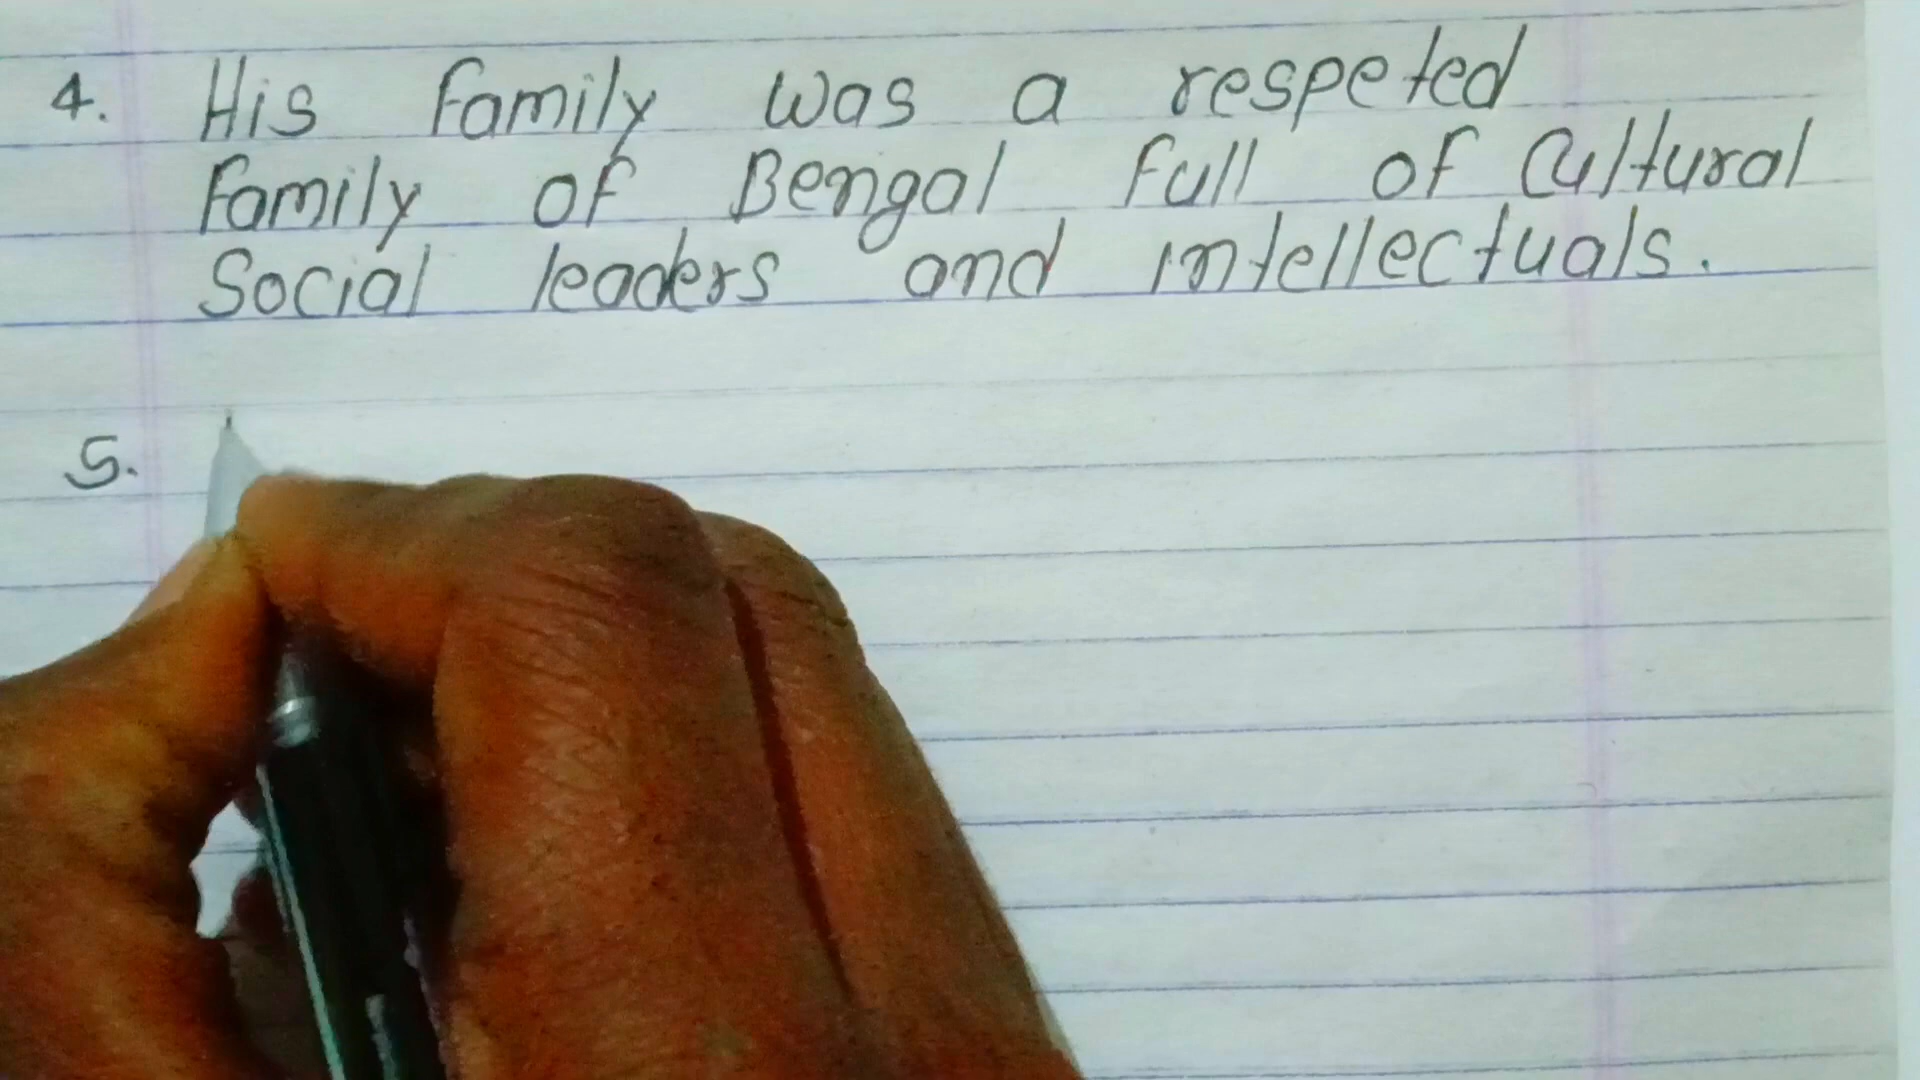 4. His family was a respeted
family of Bengal full of Cultural
Social leaders and intellectuals.
5.